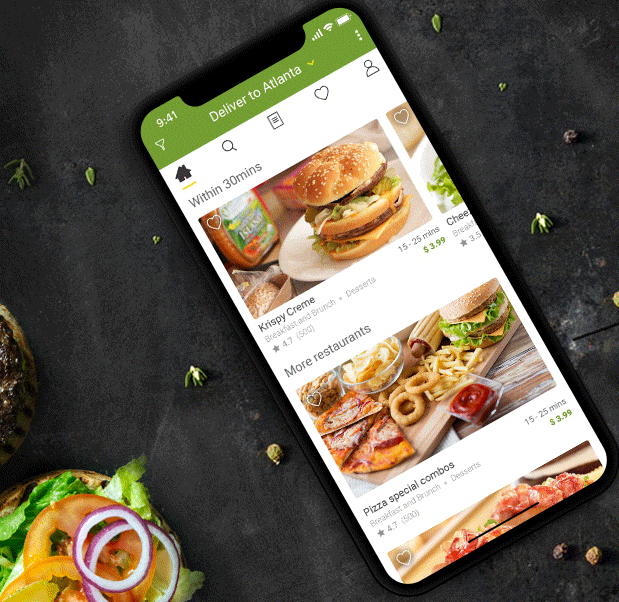 9:41
Deliver to Atlanta
Within 30mins
Krispy Creme
15 - 25 mins
Breakfast and Brunch • Desserts
$ 3.99
4.7 (500)
Chee
Breakfa
3.5
More restaurants
Pizza special combos
15 - 25 mins
Breakfast and Brunch • Desserts
$ 3.99
4.7 (500)